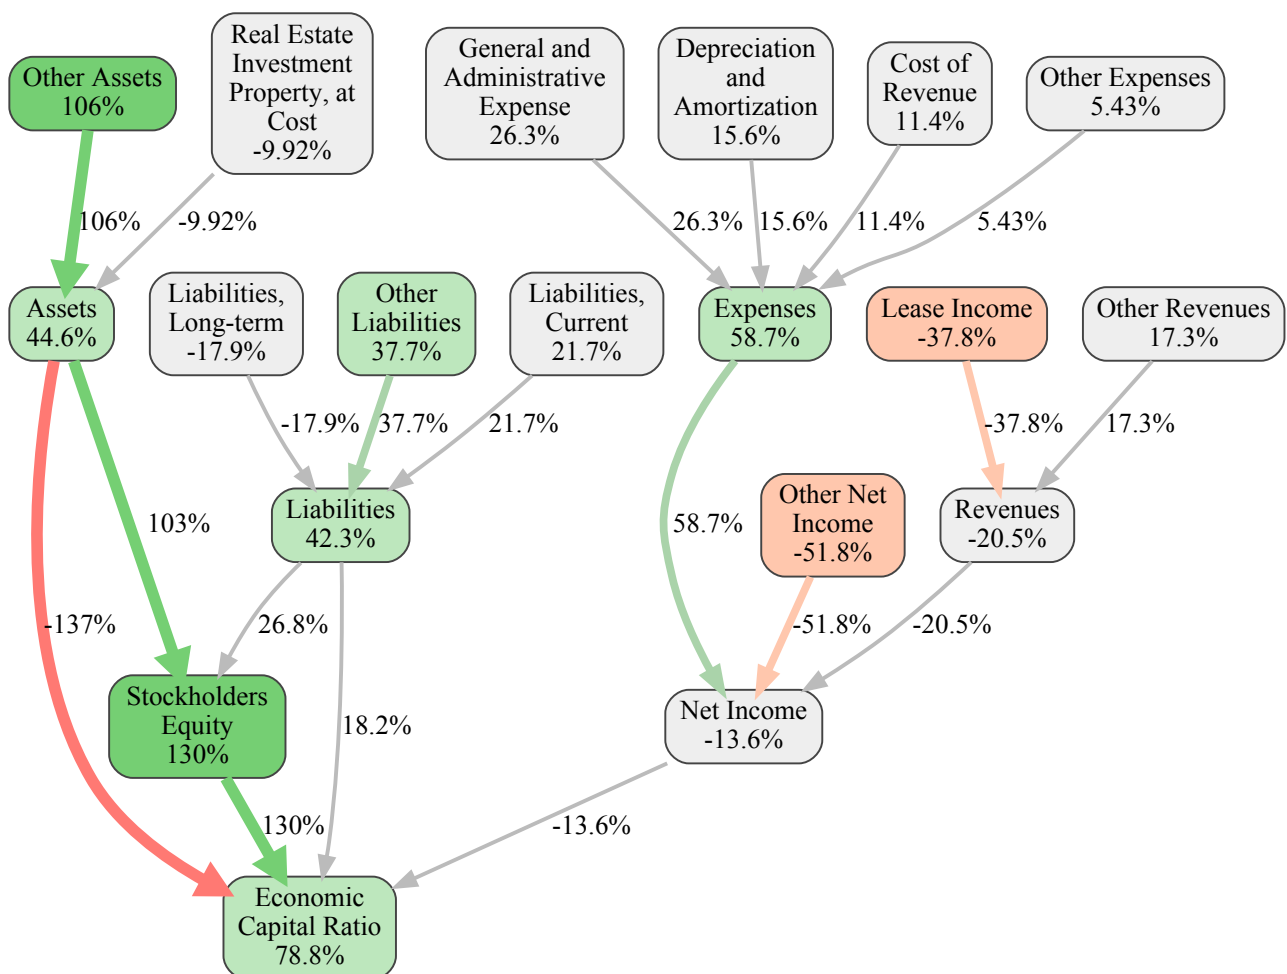 Other Assets
106%
Real Estate
Investment
Property, at
Cost
-9.92%
General and
Administrative
Expense
26.3%
Depreciation
and
Amortization
15.6%
Cost of
Revenue
11.4%
Other Expenses
5.43%
106%
-9.92%
26.3%
15.6%
11.4%
5.43%
Assets
44.6%
Liabilities,
Long-term
-17.9%
Other
Liabilities
37.7%
Liabilities,
Current
21.7%
Expenses
58.7%
Lease Income
-37.8%
Other Revenues
17.3%
-17.9%
37.7%
21.7%
-37.8%
17.3%
103%
Liabilities
42.3%
58.7%
Other Net
Income
-51.8%
Revenues
-20.5%
-137%
26.8%
-51.8%
-20.5%
Stockholders
Equity
130%
18.2%
Net Income
-13.6%
130%
-13.6%
Economic
Capital Ratio
78.8%